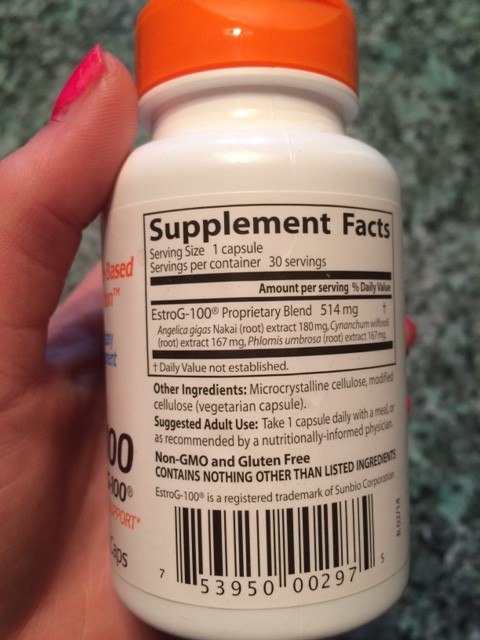 Supplement Facts
Serving Size 1 capsule
Servings per container 30 servings
Amount per serving % Daily Value
EstroG-100® Proprietary Blend 514 mg †
Angelica gigas Nakai (root) extract 180 mg, Cynanchum wilfordii
(root) extract 167 mg, Phlomis umbrosa (root) extract 167 mg.
† Daily Value not established.
Other Ingredients: Microcrystalline cellulose, modified
cellulose (vegetarian capsule).
Suggested Adult Use: Take 1 capsule daily with a meal, or
as recommended by a nutritionally-informed physician.
Non-GMO and Gluten Free
CONTAINS NOTHING OTHER THAN LISTED INGREDIENTS
EstroG-100® is a registered trademark of Sunbio Corporation
7 53950 00297 5
-Based
™
00
-100®
PPORT*
Caps
R 02/14